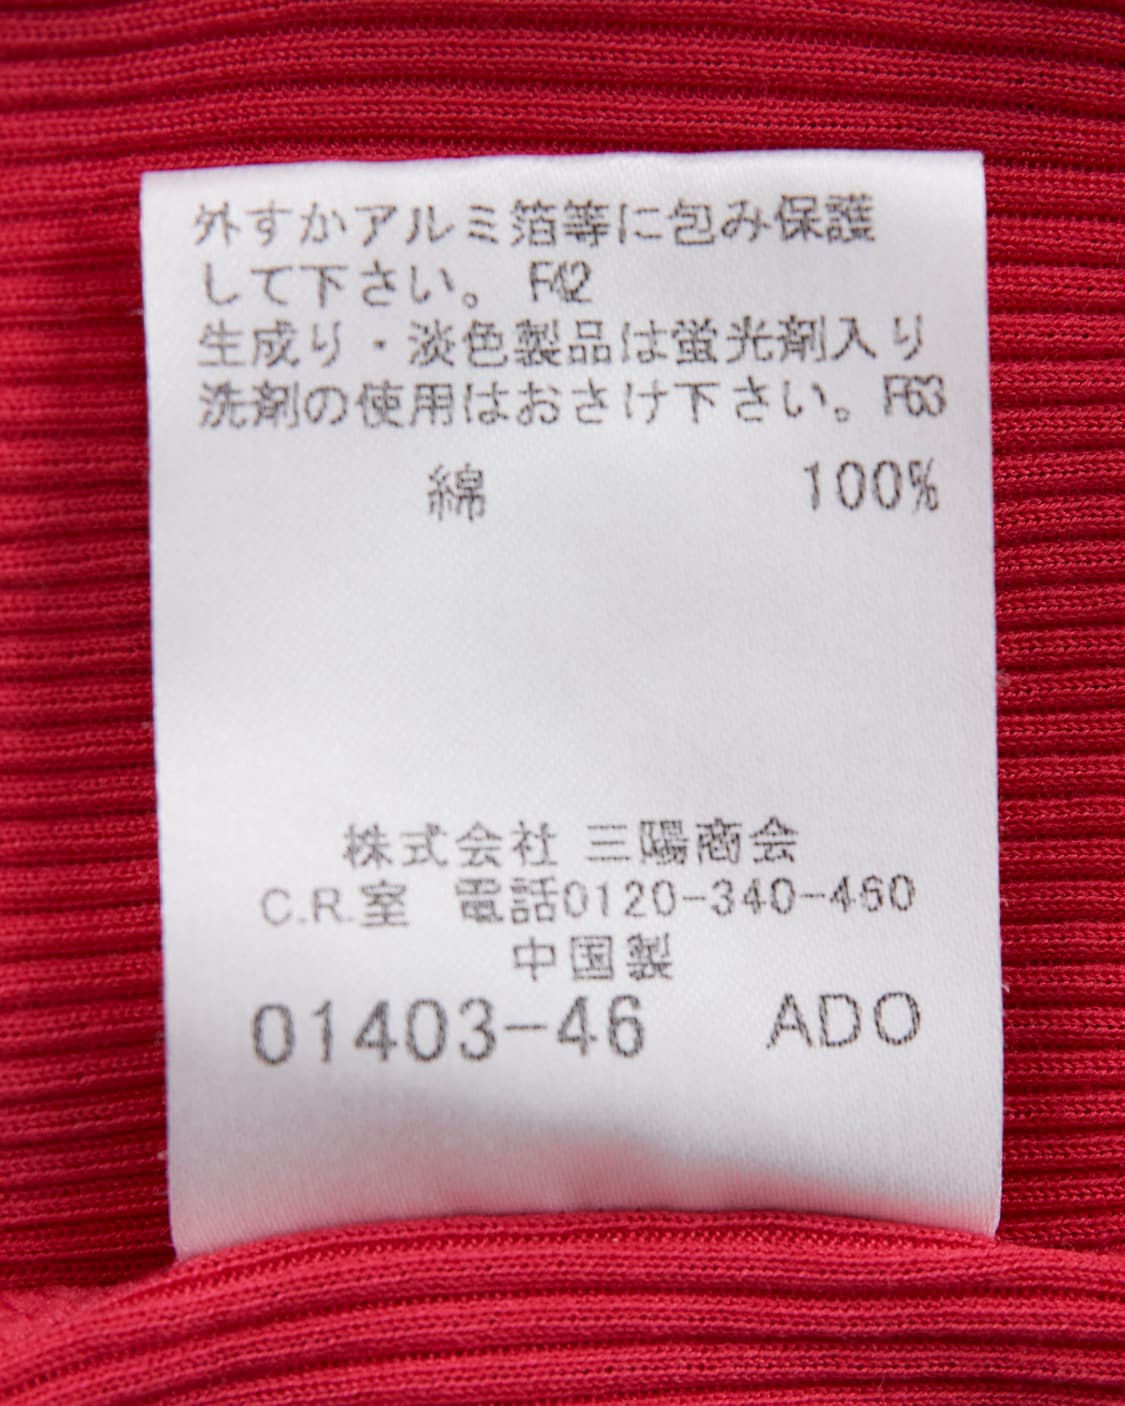 外すかアルミ箔等に包み保護
して下さい。 F42
生成り・淡色製品は蛍光剤入り
洗剤の使用はおさけ下さい。F63
綿 100%
株式会社 三陽商会
C.R.室 電話0120-340-460
中国製
01403-46 ADO